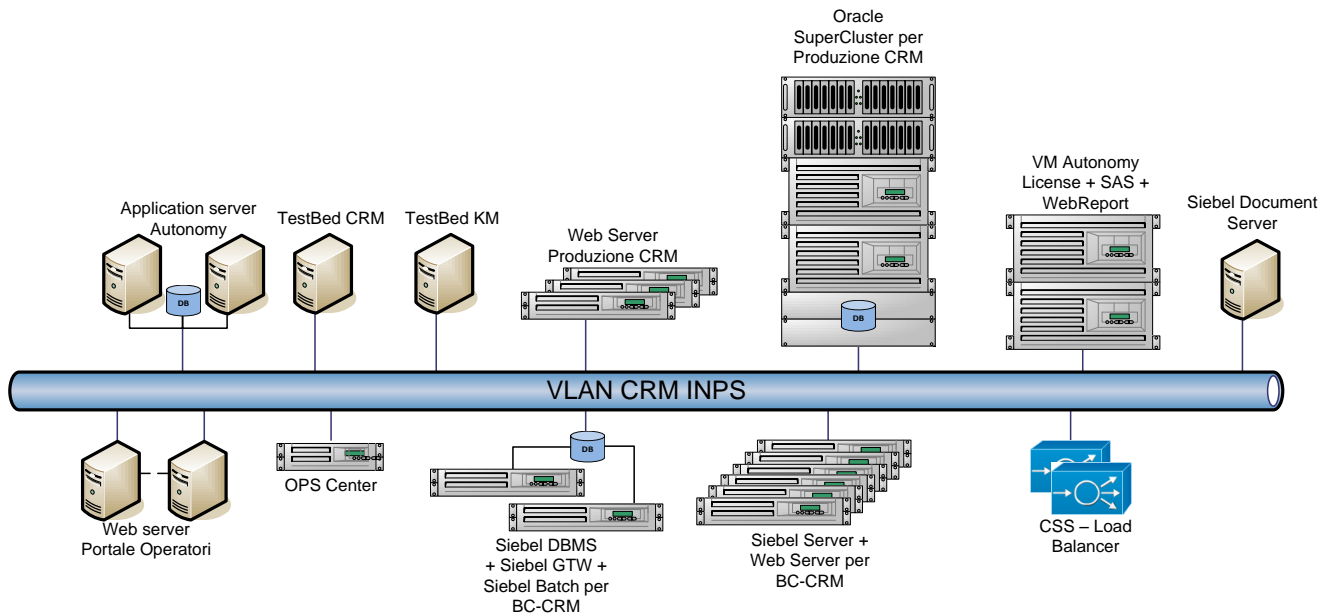 Oracle
SuperCluster per
Produzione CRM
VM Autonomy
License + SAS +
WebReport
Siebel Document
Server
Application server
Autonomy
TestBed CRM
TestBed KM
Web Server
Produzione CRM
DB
DB
VLAN CRM INPS
DB
OPS Center
Web server
Portale Operatori
Siebel DBMS
+ Siebel GTW +
Siebel Batch per
BC-CRM
Siebel Server +
Web Server per
BC-CRM
CSS – Load
Balancer